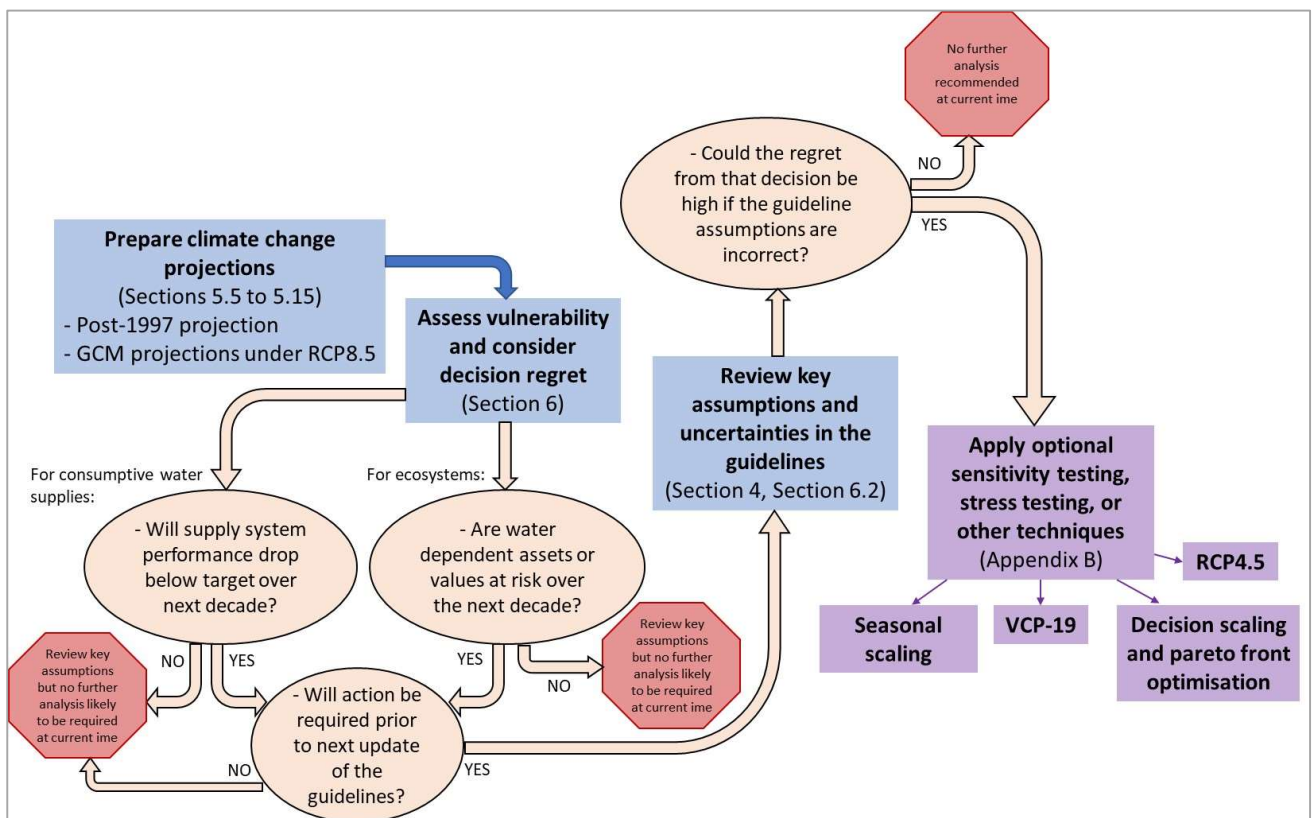 Prepare climate change
projections
(Sections 5.5 to 5.15)
- Post-1997 projection
- GCM projections under RCP8.5
Assess vulnerability
and consider
decision regret
(Section 6)
For consumptive water
supplies:
- Will supply system
performance drop
below target over
next decade?
NO
YES
Review key
assumptions
but no further
analysis likely
to be required
at current ime
For ecosystems:
- Are water
dependent assets or
values at risk over
the next decade?
YES
NO
Review key
assumptions
but no further
analysis likely to
be required
at current ime
- Will action be
required prior
to next update
of the
guidelines?
NO
YES
Review key
assumptions and
uncertainties in the
guidelines
(Section 4, Section 6.2)
- Could the regret
from that decision be
high if the guideline
assumptions are
incorrect?
NO
YES
No further
analysis
recommended
at current ime
Apply optional
sensitivity testing,
stress testing, or
other techniques
(Appendix B)
Seasonal
scaling
VCP-19
Decision scaling
and pareto front
optimisation
RCP4.5